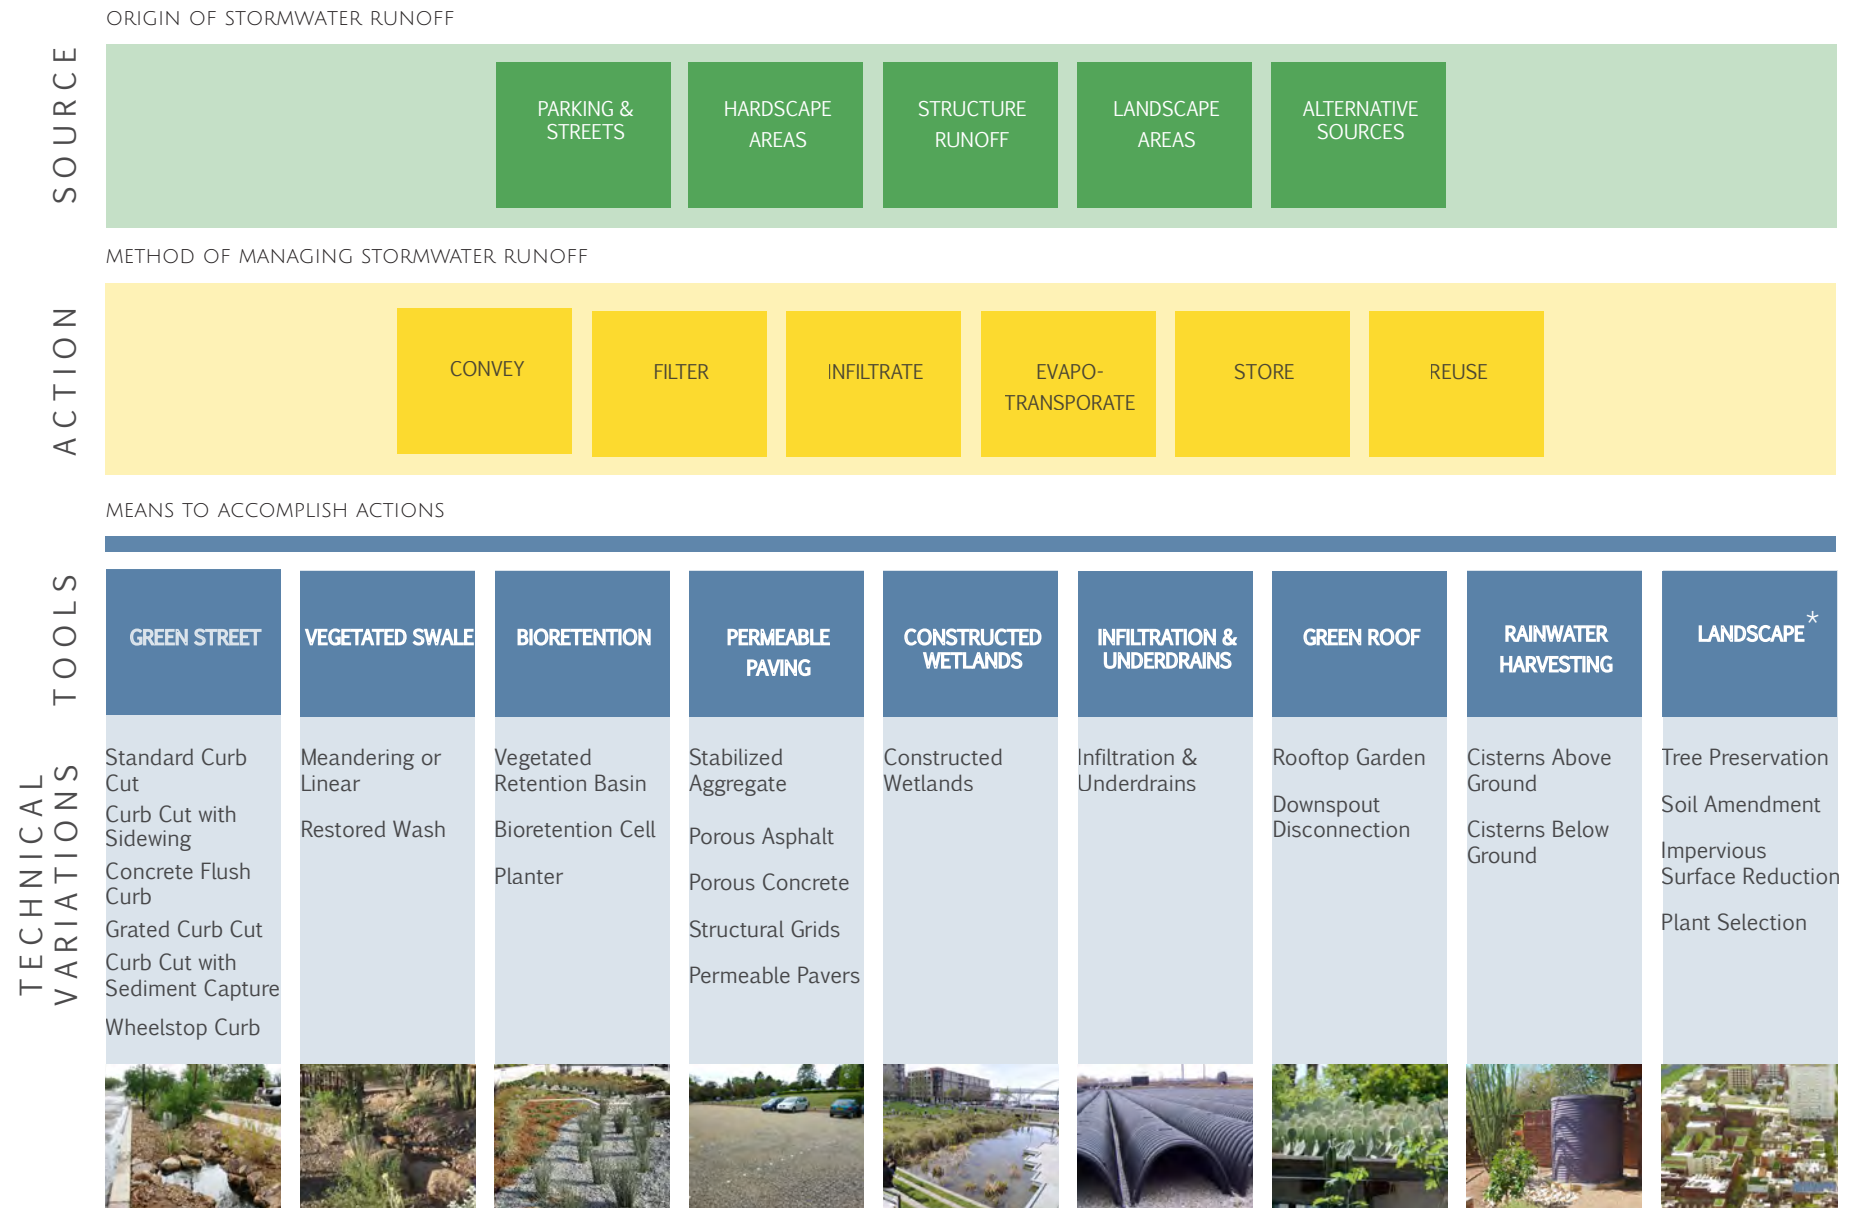 ORIGIN OF STORMWATER RUNOFF
SOURCE
PARKING &
STREETS
HARDSCAPE
AREAS
STRUCTURE
RUNOFF
LANDSCAPE
AREAS
ALTERNATIVE
SOURCES
METHOD OF MANAGING STORMWATER RUNOFF
ACTION
CONVEY
FILTER
INFILTRATE
EVAPO-
TRANSPORATE
STORE
REUSE
MEANS TO ACCOMPLISH ACTIONS
TOOLS
GREEN STREET
VEGETATED SWALE
BIORETENTION
PERMEABLE
PAVING
CONSTRUCTED
WETLANDS
INFILTRATION &
UNDERDRAINS
GREEN ROOF
RAINWATER
HARVESTING
LANDSCAPE*
TECHNICAL
VARIATIONS
Standard Curb
Cut
Curb Cut with
Sidewing
Concrete Flush
Curb
Grated Curb Cut
Curb Cut with
Sediment Capture
Wheelstop Curb
Meandering or
Linear
Restored Wash
Vegetated
Retention Basin
Bioretention Cell
Planter
Stabilized
Aggregate
Porous Asphalt
Porous Concrete
Structural Grids
Permeable Pavers
Constructed
Wetlands
Infiltration &
Underdrains
Rooftop Garden
Downspout
Disconnection
Cisterns Above
Ground
Cisterns Below
Ground
Tree Preservation
Soil Amendment
Impervious
Surface Reduction
Plant Selection